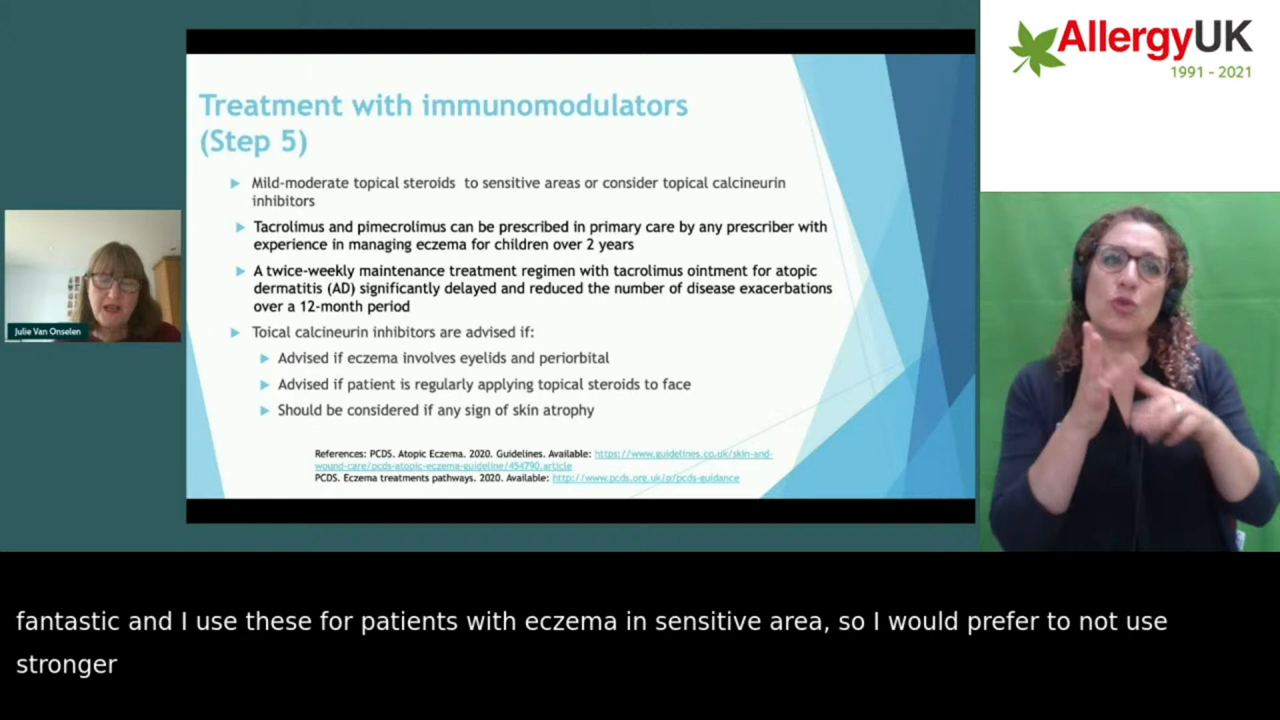 AllergyUK
1991 - 2021
Treatment with immunomodulators
(Step 5)
Mild-moderate topical steroids to sensitive areas or consider topical calcineurin
inhibitors
Tacrolimus and pimecrolimus can be prescribed in primary care by any prescriber with
experience in managing eczema for children over 2 years
A twice-weekly maintenance treatment regimen with tacrolimus ointment for atopic
dermatitis (AD) significantly delayed and reduced the number of disease exacerbations
over a 12-month period
Toical calcineurin inhibitors are advised if:
Advised if eczema involves eyelids and periorbital
Advised if patient is regularly applying topical steroids to face
Should be considered if any sign of skin atrophy
References: PCDS. Atopic Eczema. 2020. Guidelines. Available: https://www.guidelines.co.uk/skin-and-
wound-care/pcds-atopic-eczema-guideline/454790.article
PCDS. Eczema treatments pathways. 2020. Available: http://www.pcds.org.uk/p/pcds-guidance
Julie Van Onselen
fantastic and I use these for patients with eczema in sensitive area, so I would prefer to not use
stronger